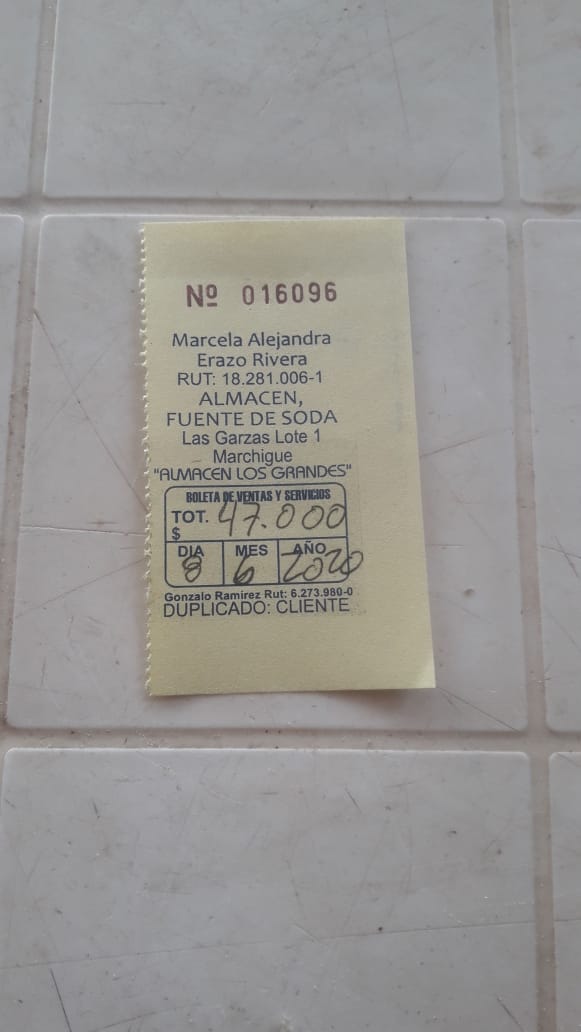 Nº 016096
Marcela Alejandra
Erazo Rivera
RUT: 18.281.006-1
ALMACEN,
FUENTE DE SODA
Las Garzas Lote 1
Marchigue
"ALMACEN LOS GRANDES"
BOLETA DE VENTAS Y SERVICIOS
TOT. $ 47.000
DIA MES AÑO
8 6 2020
Gonzalo Ramirez Rut: 6.273.980-0
DUPLICADO: CLIENTE